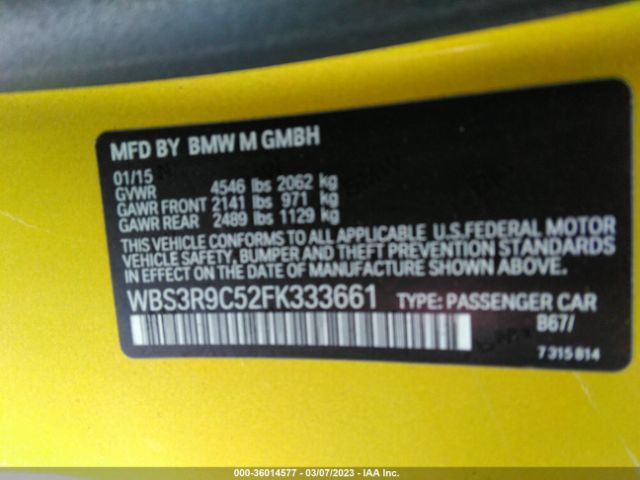 MFD BY BMW M GMBH
01/15
GVWR 4546 lbs 2062 kg
GAWR FRONT 2141 lbs 971 kg
GAWR REAR 2489 lbs 1129 kg
THIS VEHICLE CONFORMS TO ALL APPLICABLE U.S.FEDERAL MOTOR
VEHICLE SAFETY, BUMPER AND THEFT PREVENTION STANDARDS
IN EFFECT ON THE DATE OF MANUFACTURE SHOWN ABOVE.
WBS3R9C52FK333661 TYPE: PASSENGER CAR
B67/
7 315 814
000-36014577 - 03/07/2023 - IAA Inc.